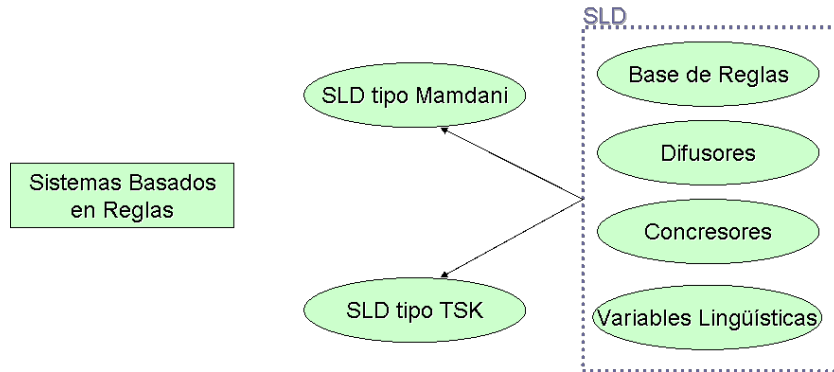 SLD
Base de Reglas
SLD tipo Mamdani
Difusores
Sistemas Basados
en Reglas
Concresores
SLD tipo TSK
Variables Lingüísticas